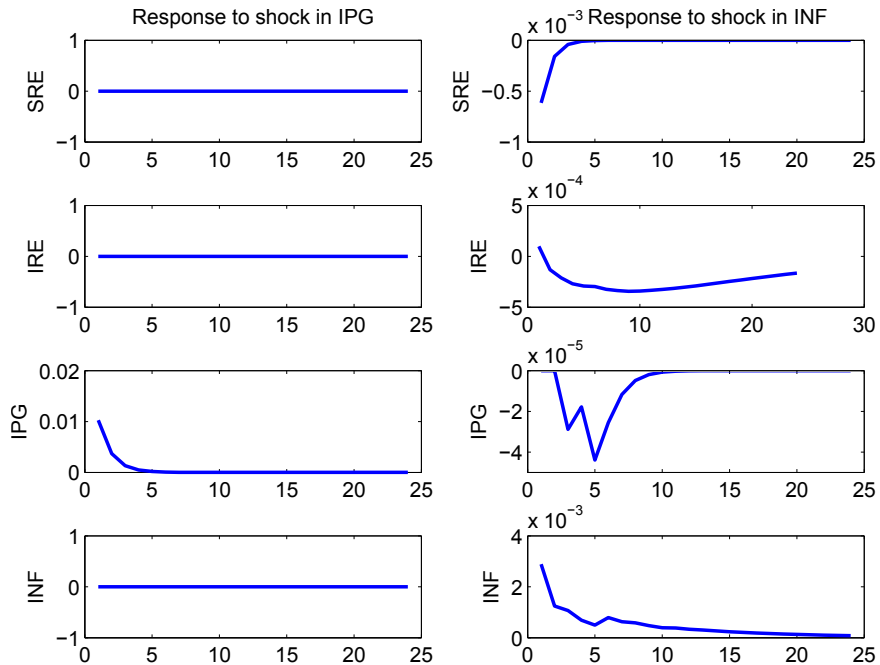 Response to shock in IPG
1
0
−1
SRE
0 5 10 15 20 25
1
0
−1
IRE
0 5 10 15 20 25
0.02
0.01
0
IPG
0 5 10 15 20 25
1
0
−1
INF
0 5 10 15 20 25
Response to shock in INF
x 10−3
0
−0.5
−1
SRE
0 5 10 15 20 25
x 10−4
5
0
−5
IRE
0 10 20 30
x 10−5
0
−2
−4
IPG
0 5 10 15 20 25
x 10−3
4
2
0
INF
0 5 10 15 20 25